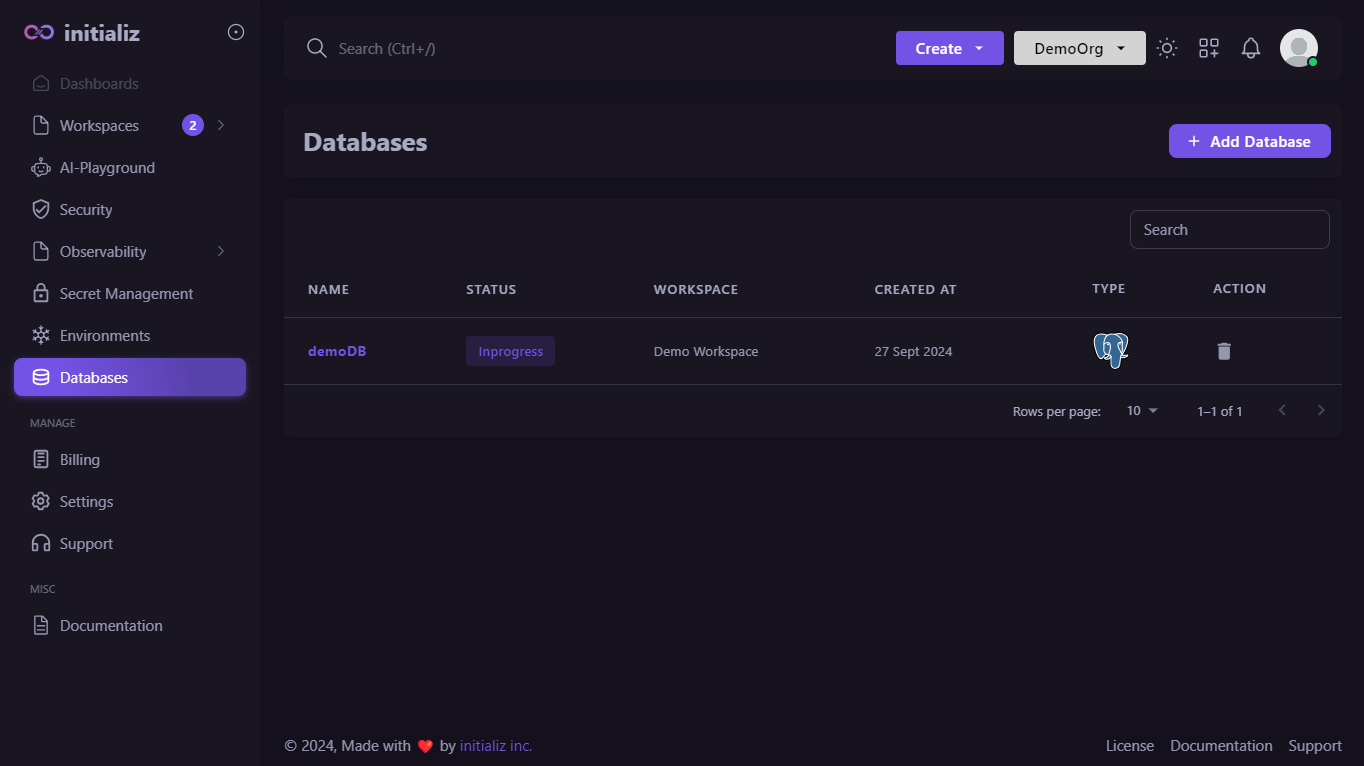 initializ
Dashboards
Workspaces 2
AI-Playground
Security
Observability
Secret Management
Environments
Databases
MANAGE
Billing
Settings
Support
MISC
Documentation
Search (Ctrl+/)
Create
DemoOrg
Databases
+ Add Database
Search
NAME STATUS WORKSPACE CREATED AT TYPE ACTION
demoDB Inprogress Demo Workspace 27 Sept 2024
Rows per page: 10 1–1 of 1
© 2024, Made with ❤️ by initializ inc.
License Documentation Support